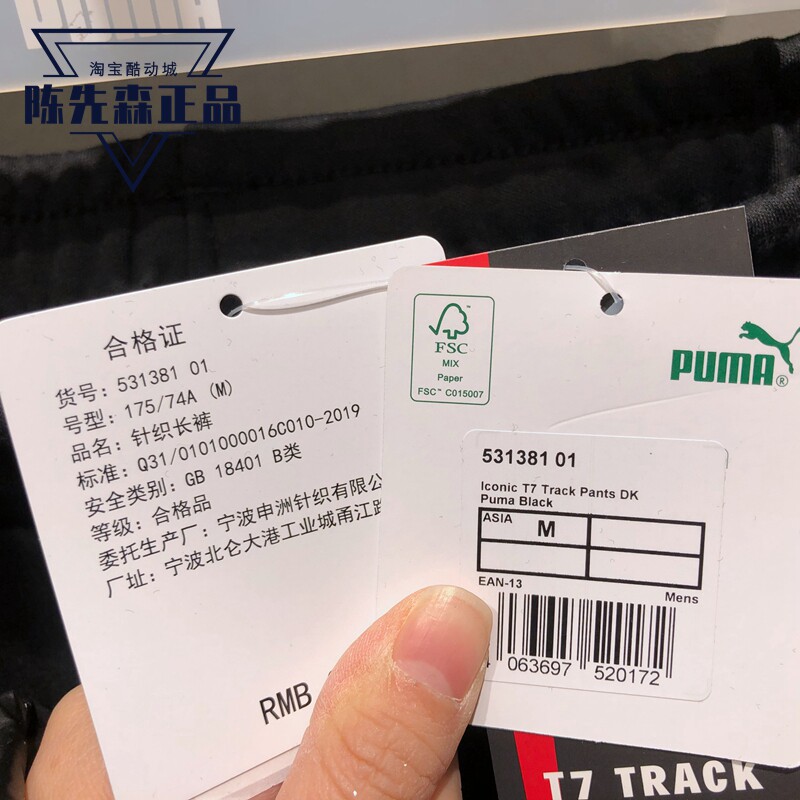 淘宝酷动城
陈先森正品
合格证
货号：531381 01
号型：175/74A (M)
品名：针织长裤
标准：Q31/0101000016C010-2019
安全类别：GB 18401 B类
等级：合格品
委托生产厂：宁波申洲针织有限公
厂址：宁波北仑大港工业城甬江路
RMB
FSC
MIX
Paper
FSC™ C015007
PUMA®
531381 01
Iconic T7 Track Pants DK
Puma Black
ASIA
M
EAN-13
Mens
063697 520172
T7 TRACK